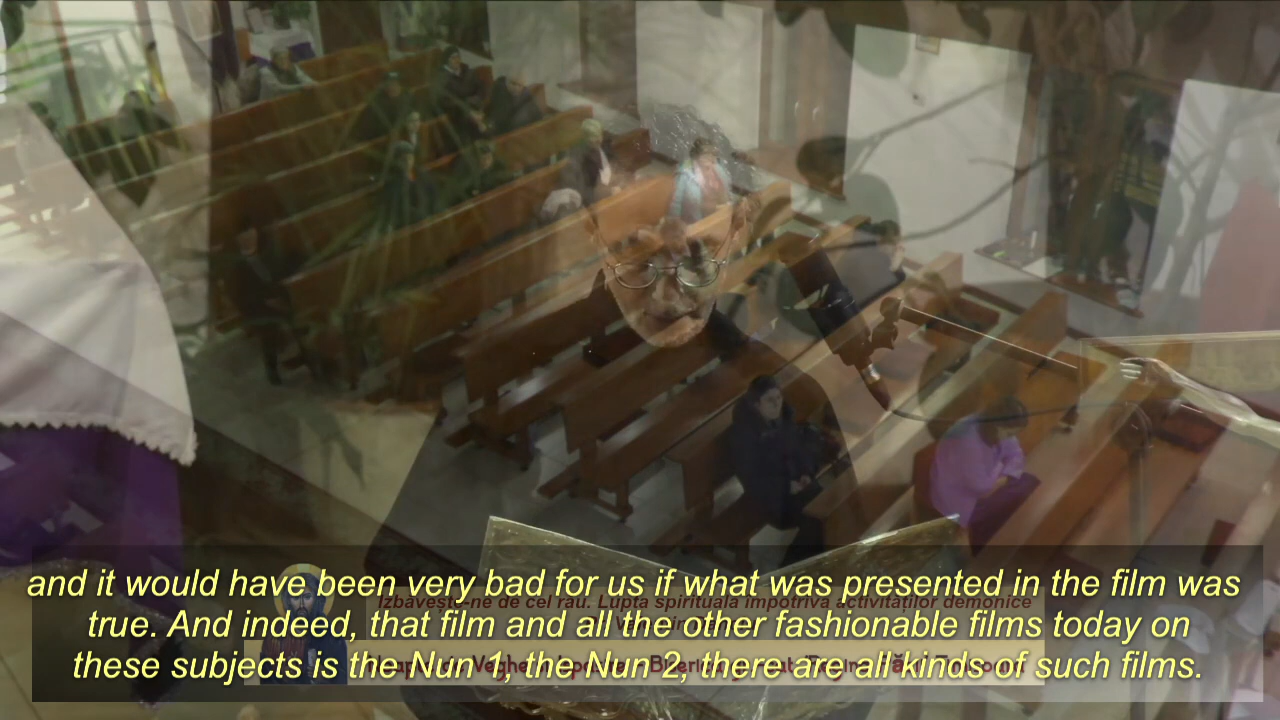 and it would have been very bad for us if what was presented in the film was
true. And indeed, that film and all the other fashionable films today on
these subjects is the Nun 1, the Nun 2, there are all kinds of such films.
Izbăvește-ne de cel rău. Lupta spirituală împotriva activităților demonice